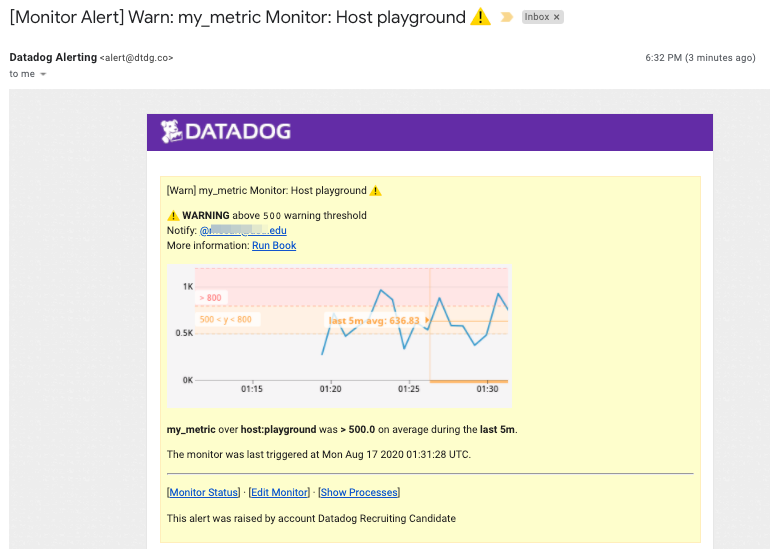 [Monitor Alert] Warn: my_metric Monitor: Host playground ⚠️ Inbox ×
Datadog Alerting <alert@dtdg.co> 6:32 PM (3 minutes ago)
to me
DATADOG
[Warn] my_metric Monitor: Host playground ⚠️
⚠️ WARNING above 500 warning threshold
Notify: @ .edu
More information: Run Book
1K
> 800
500 < y < 800
last 5m avg: 636.83
0.5K
0K
01:15 01:20 01:25 01:30
my_metric over host:playground was > 500.0 on average during the last 5m.
The monitor was last triggered at Mon Aug 17 2020 01:31:28 UTC.
[Monitor Status] · [Edit Monitor] · [Show Processes]
This alert was raised by account Datadog Recruiting Candidate